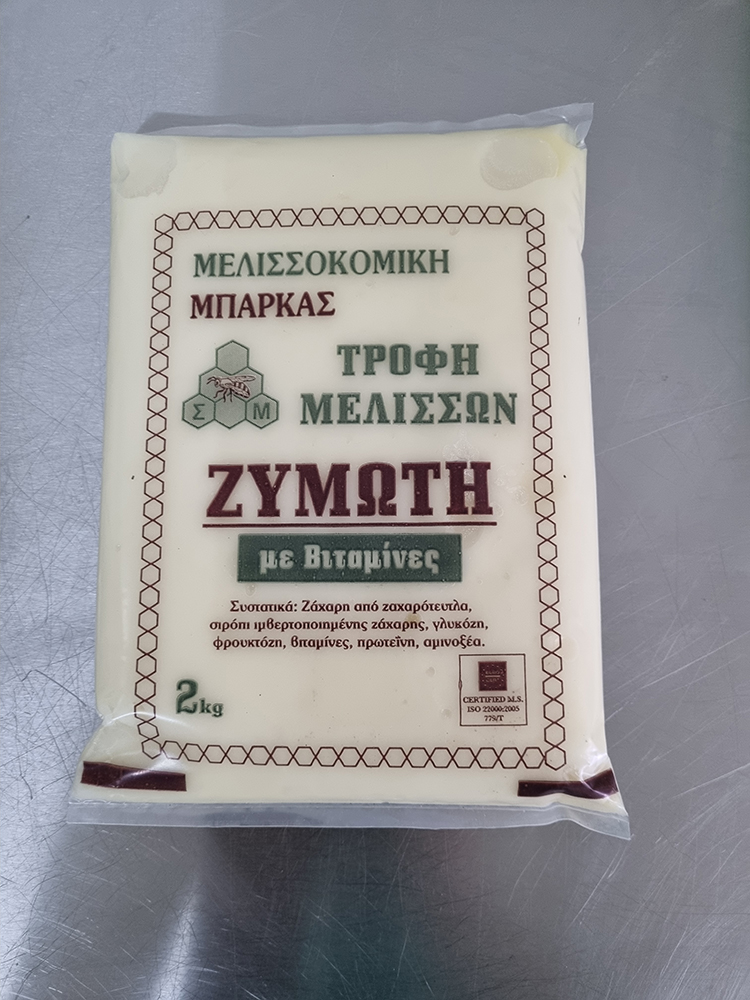 ΜΕΛΙΣΣΟΚΟΜΙΚΗ
ΜΠΑΡΚΑΣ
ΤΡΟΦΗ
ΜΕΛΙΣΣΩΝ
Σ Μ
ΖΥΜΩΤΗ
με Βιταμίνες
Συστατικά: Ζάχαρη από ζαχαρότευτλα,
σιρόπι ιμβερτοποιημένης ζάχαρης, γλυκόζη,
φρουκτόζη, βιταμίνες, πρωτεΐνη, αμινοξέα.
2kg
CERTIFIED M.S.
ISO 22000:2005
779/T